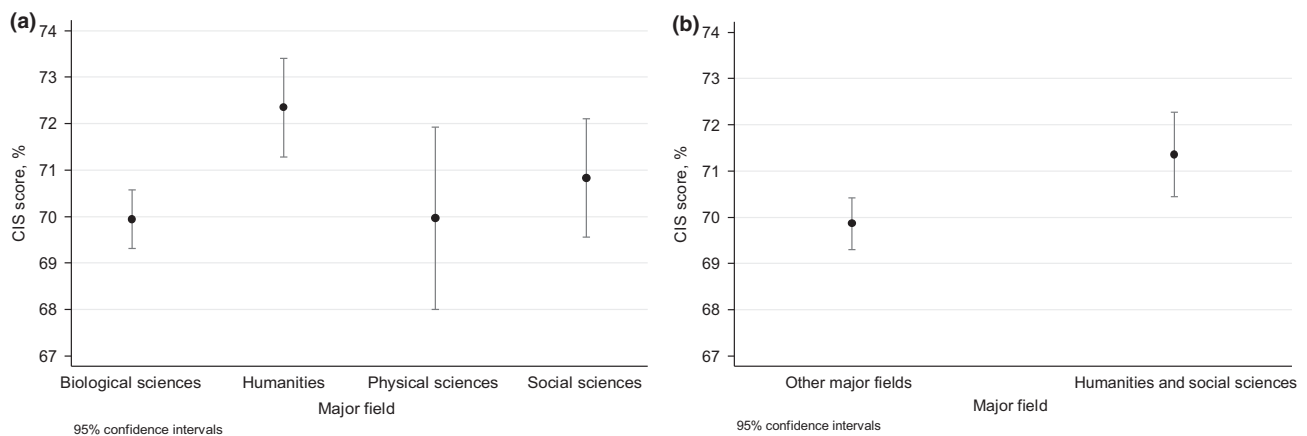 (a)
74
73
72
71
70
69
68
67
CIS score, %
Biological sciences Humanities Physical sciences Social sciences
Major field
95% confidence intervals
(b)
74
73
72
71
70
69
68
67
CIS score, %
Other major fields Humanities and social sciences
Major field
95% confidence intervals